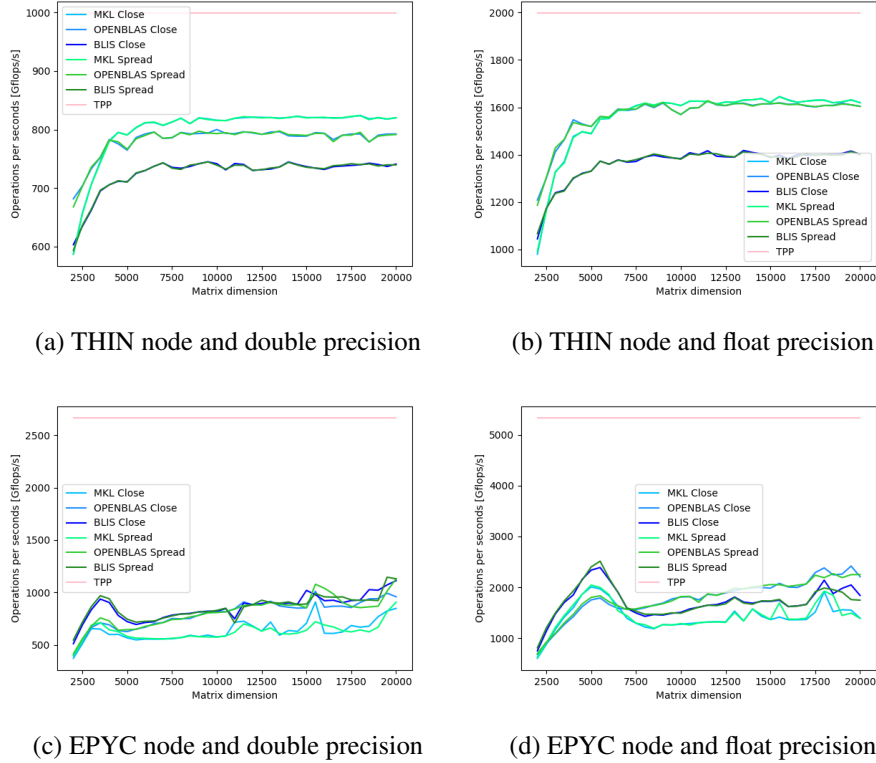 1000
900
800
700
600
Operations per seconds [Gflops/s]
MKL Close
OPENBLAS Close
BLIS Close
MKL Spread
OPENBLAS Spread
BLIS Spread
TPP
2500 5000 7500 10000 12500 15000 17500 20000
Matrix dimension
(a) THIN node and double precision
2000
1800
1600
1400
1200
1000
Operations per seconds [Gflops/s]
MKL Close
OPENBLAS Close
BLIS Close
MKL Spread
OPENBLAS Spread
BLIS Spread
TPP
2500 5000 7500 10000 12500 15000 17500 20000
Matrix dimension
(b) THIN node and float precision
2500
2000
1500
1000
500
Operations per seconds [Gflops/s]
MKL Close
OPENBLAS Close
BLIS Close
MKL Spread
OPENBLAS Spread
BLIS Spread
TPP
2500 5000 7500 10000 12500 15000 17500 20000
Matrix dimension
(c) EPYC node and double precision
5000
4000
3000
2000
1000
Operations per seconds [Gflops/s]
MKL Close
OPENBLAS Close
BLIS Close
MKL Spread
OPENBLAS Spread
BLIS Spread
TPP
2500 5000 7500 10000 12500 15000 17500 20000
Matrix dimension
(d) EPYC node and float precision